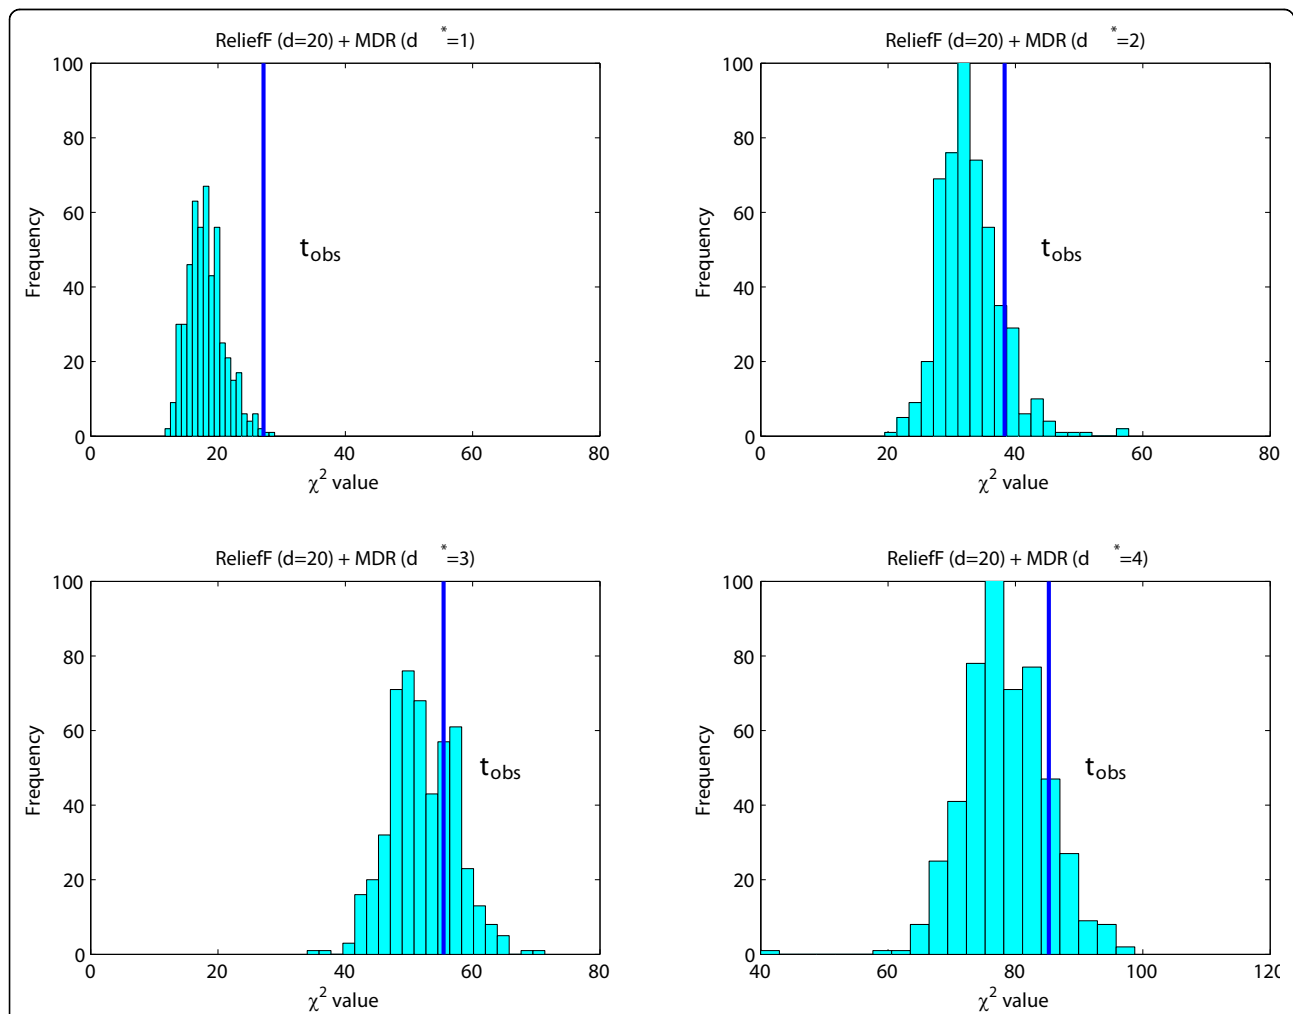 ReliefF (d=20) + MDR (d *=1)
100
80
60
40
20
0
Frequency
t_obs
0 20 40 60 80
χ² value
ReliefF (d=20) + MDR (d *=2)
100
80
60
40
20
0
Frequency
t_obs
0 20 40 60 80
χ² value
ReliefF (d=20) + MDR (d *=3)
100
80
60
40
20
0
Frequency
t_obs
0 20 40 60 80
χ² value
ReliefF (d=20) + MDR (d *=4)
100
80
60
40
20
0
Frequency
t_obs
40 60 80 100 120
χ² value